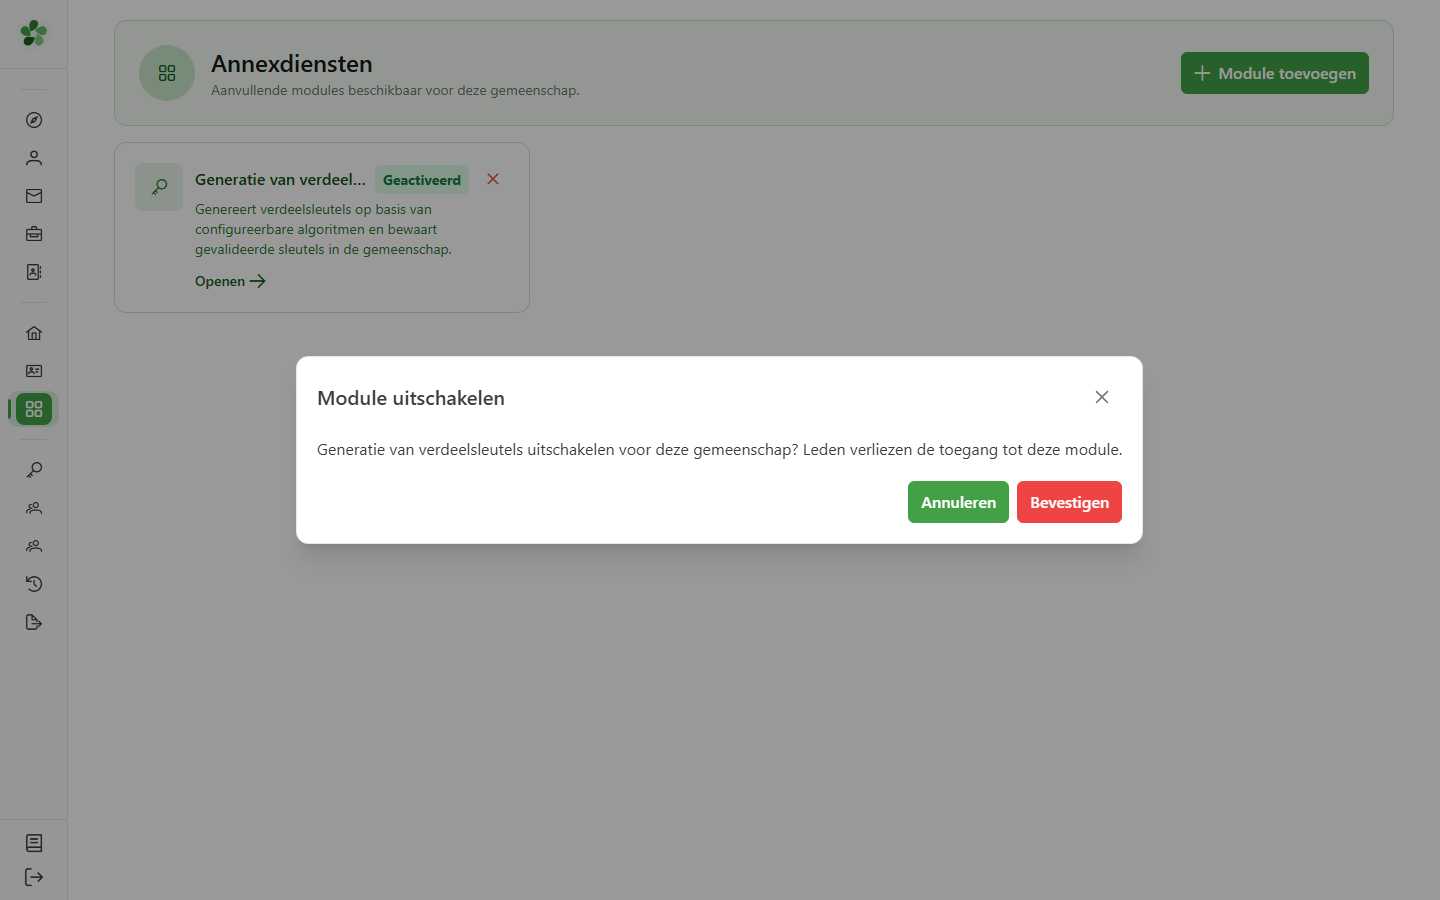 Annexdiensten
Aanvullende modules beschikbaar voor deze gemeenschap.
Module toevoegen
Generatie van verdeel...
Geactiveerd
Genereert verdeelsleutels op basis van
configureerbare algoritmen en bewaart
gevalideerde sleutels in de gemeenschap.
Openen
Module uitschakelen
Generatie van verdeelsleutels uitschakelen voor deze gemeenschap? Leden verliezen de toegang tot deze module.
Annuleren
Bevestigen